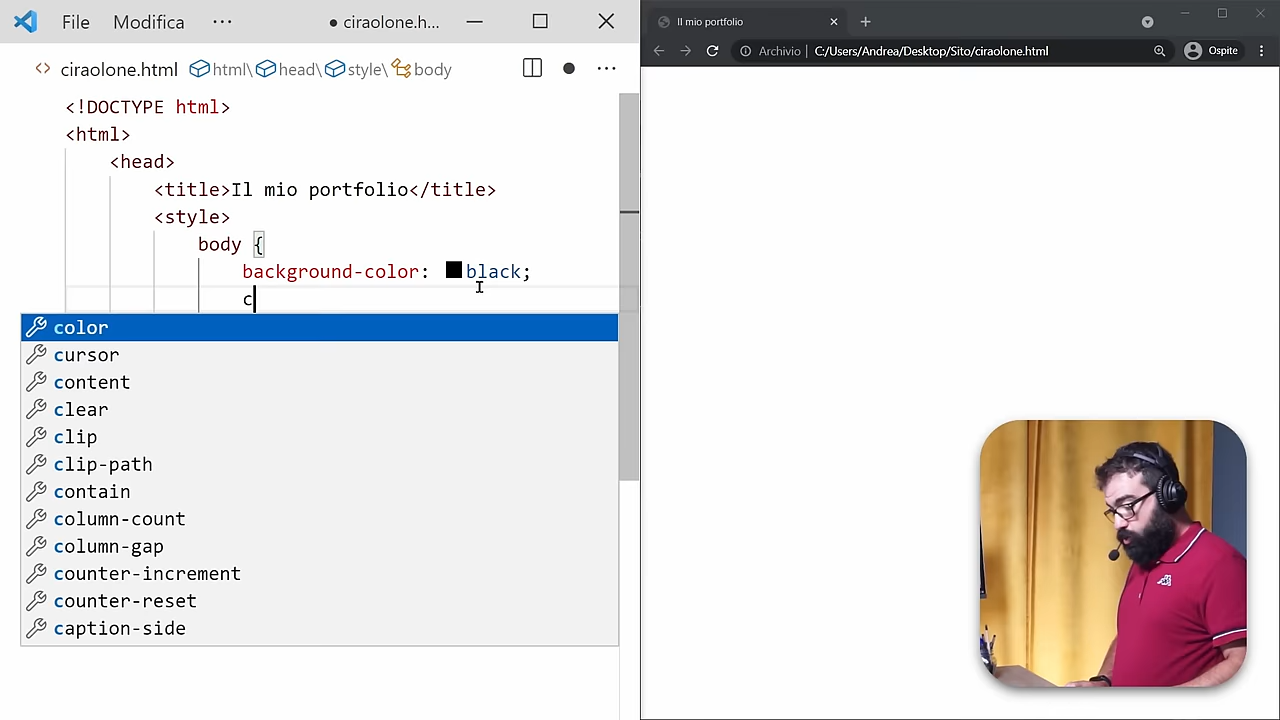 File Modifica ··· ● ciraolone.h...
ciraolone.html html\ head\ style\ body
<!DOCTYPE html>
<html>
<head>
<title>Il mio portfolio</title>
<style>
body {
background-color: black;
c
color
cursor
content
clear
clip
clip-path
contain
column-count
column-gap
counter-increment
counter-reset
caption-side
Il mio portfolio
Archivio | C:/Users/Andrea/Desktop/Sito/ciraolone.html Ospite